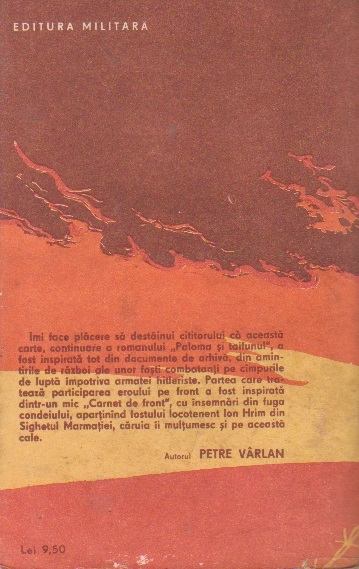 EDITURA MILITARĂ
Îmi face plăcere să destăinui cititorului că această
carte, continuare a romanului „Paloma și taifunul", a
fost inspirată tot din documente de arhivă, din amin-
tirile de război ale unor foști combatanți pe cîmpurile
de luptă împotriva armatei hitleriste. Partea care tra-
tează participarea eroului pe front a fost inspirată
dintr-un mic „Carnet de front", cu însemnări din fuga
condeiului, aparținînd fostului locotenent Ion Hrim din
Sighetul Marmației, căruia îi mulțumesc și pe această
cale.
Autorul PETRE VÂRLAN
Lei 9,50